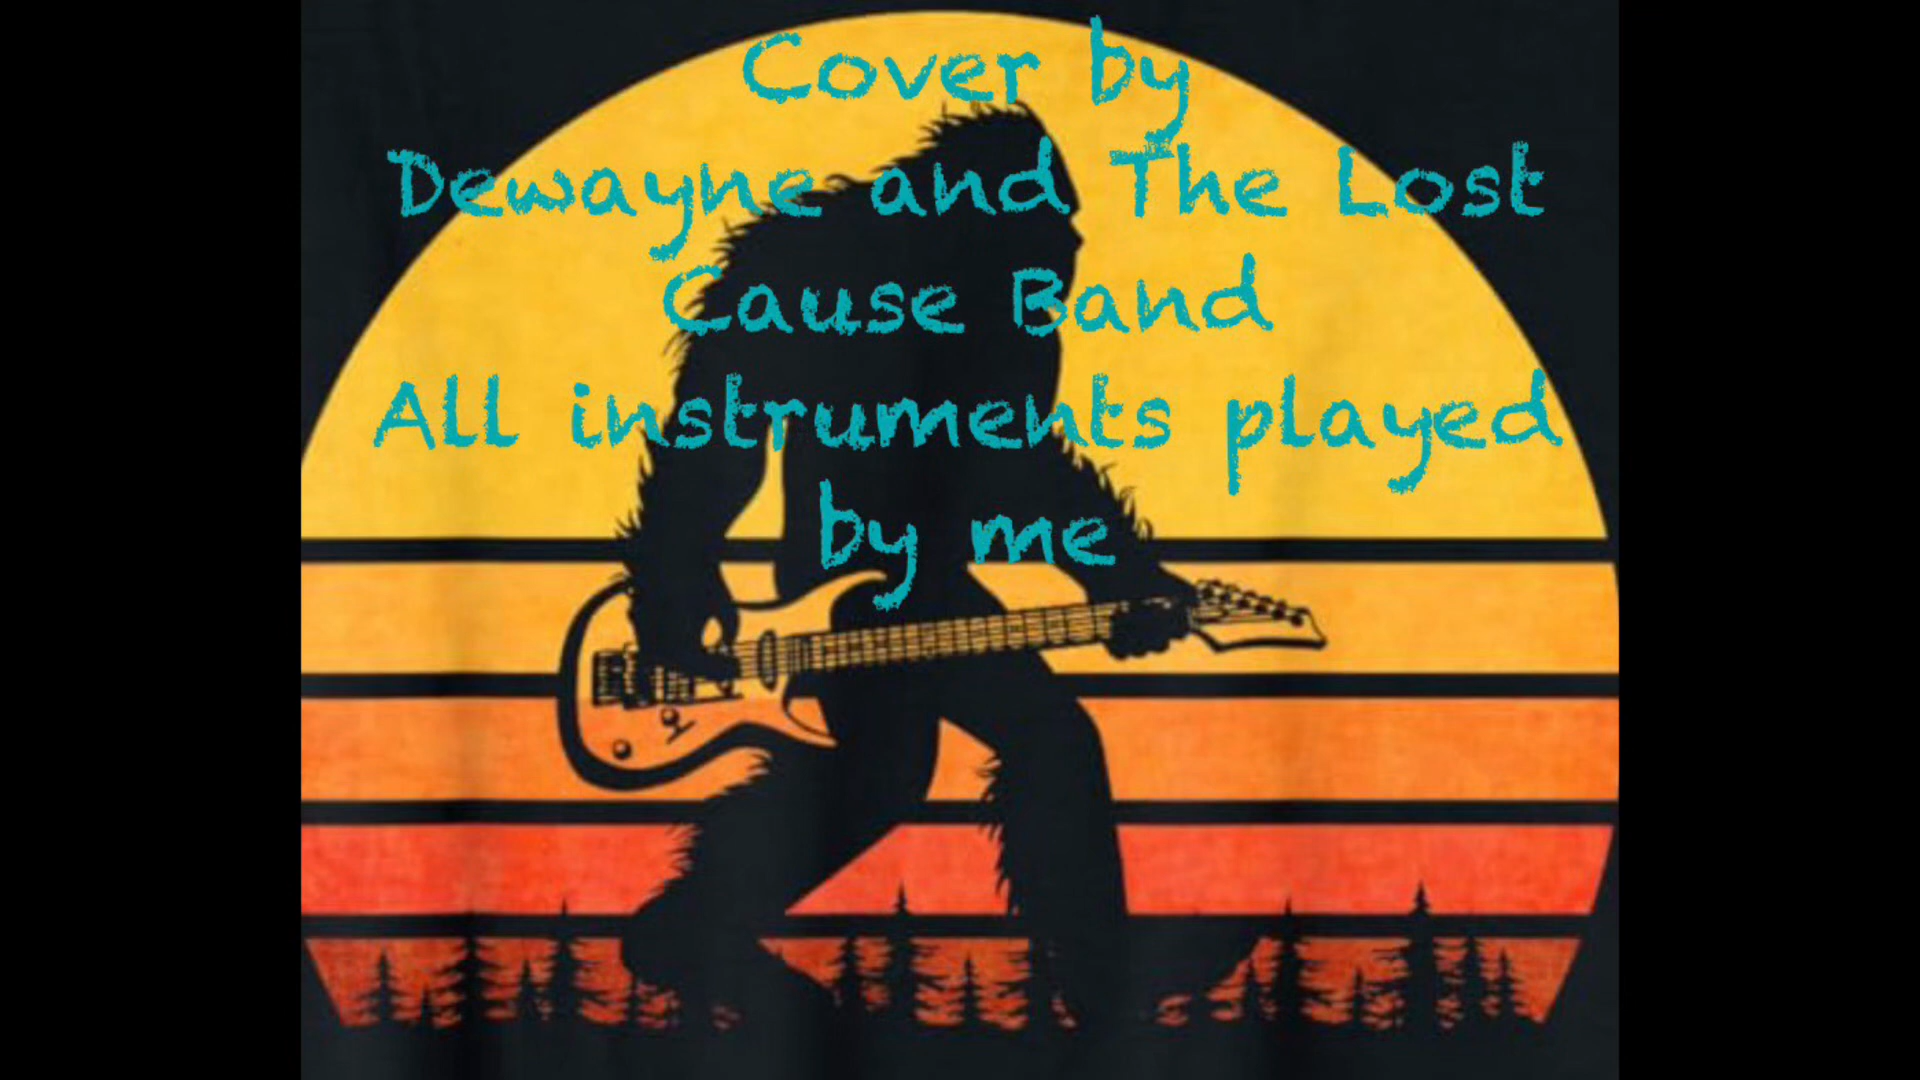 Cover by
Dewayne and The Lost
Cause Band
All instruments played
by me